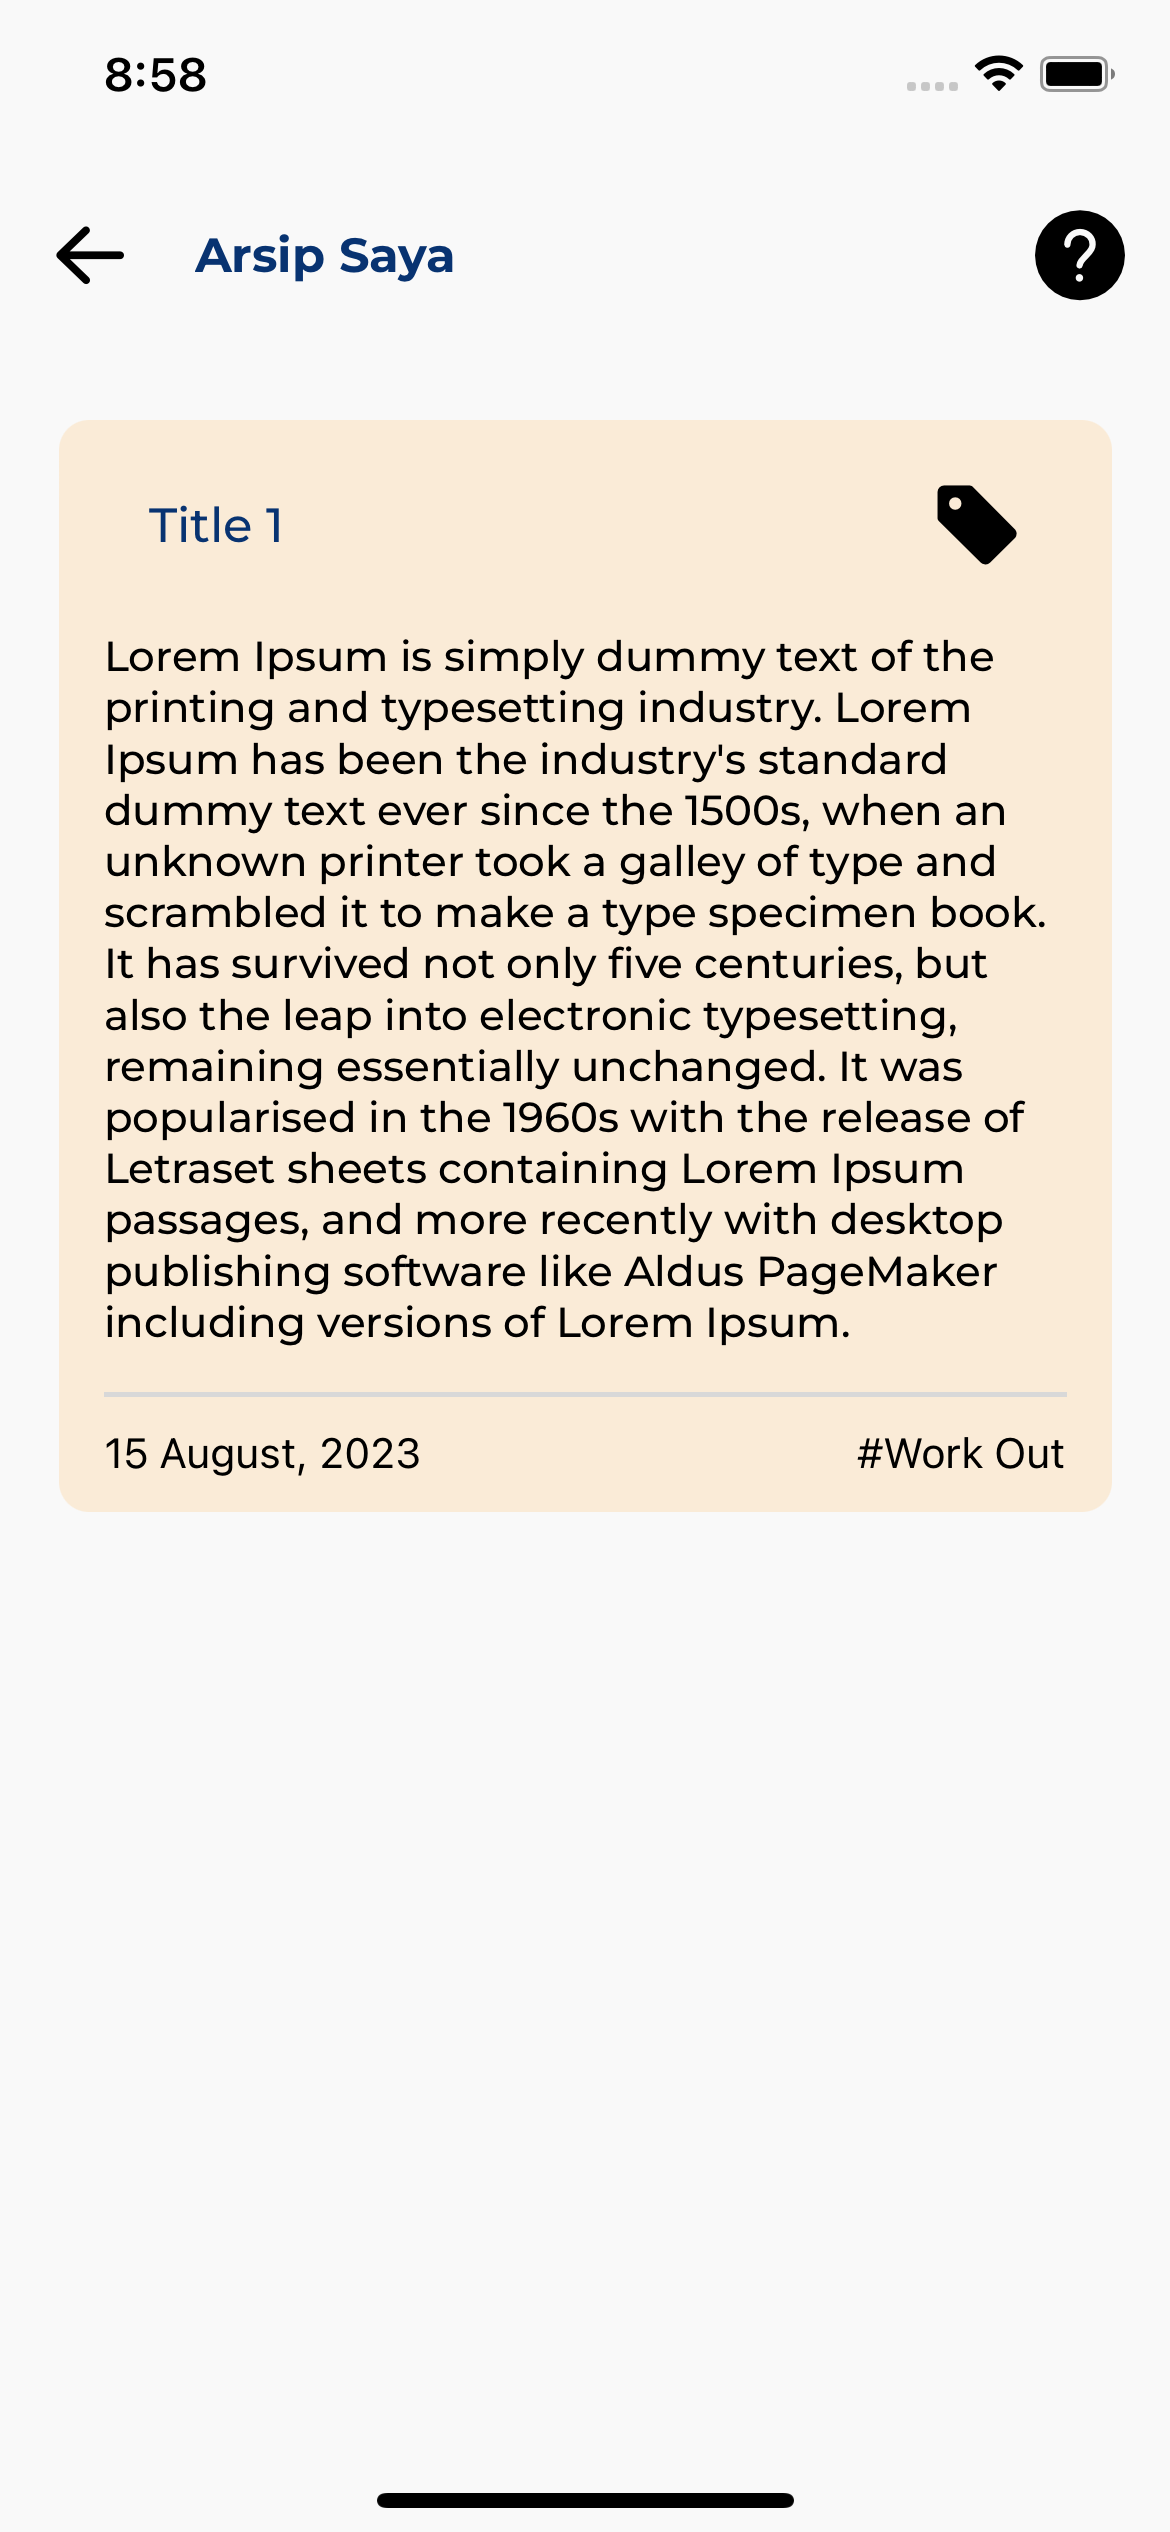 8:58
Arsip Saya
Title 1
Lorem Ipsum is simply dummy text of the
printing and typesetting industry. Lorem
Ipsum has been the industry's standard
dummy text ever since the 1500s, when an
unknown printer took a galley of type and
scrambled it to make a type specimen book.
It has survived not only five centuries, but
also the leap into electronic typesetting,
remaining essentially unchanged. It was
popularised in the 1960s with the release of
Letraset sheets containing Lorem Ipsum
passages, and more recently with desktop
publishing software like Aldus PageMaker
including versions of Lorem Ipsum.
15 August, 2023 #Work Out